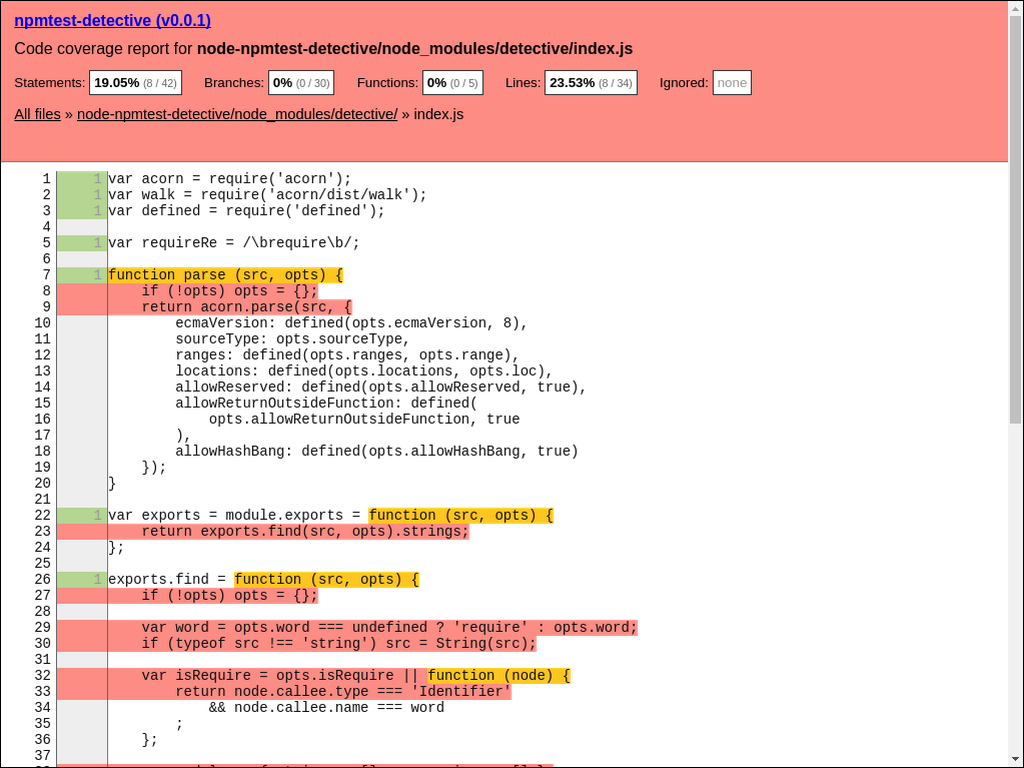 npmtest-detective (v0.0.1)
Code coverage report for node-npmtest-detective/node_modules/detective/index.js
Statements: 19.05% (8 / 42) Branches: 0% (0 / 30) Functions: 0% (0 / 5) Lines: 23.53% (8 / 34) Ignored: none
All files » node-npmtest-detective/node_modules/detective/ » index.js
1 1 var acorn = require('acorn');
2 1 var walk = require('acorn/dist/walk');
3 1 var defined = require('defined');
4
5 1 var requireRe = /\brequire\b/;
6
7 1 function parse (src, opts) {
8     if (!opts) opts = {};
9     return acorn.parse(src, {
10         ecmaVersion: defined(opts.ecmaVersion, 8),
11         sourceType: opts.sourceType,
12         ranges: defined(opts.ranges, opts.range),
13         locations: defined(opts.locations, opts.loc),
14         allowReserved: defined(opts.allowReserved, true),
15         allowReturnOutsideFunction: defined(
16             opts.allowReturnOutsideFunction, true
17         ),
18         allowHashBang: defined(opts.allowHashBang, true)
19     });
20 }
21
22 1 var exports = module.exports = function (src, opts) {
23     return exports.find(src, opts).strings;
24 };
25
26 1 exports.find = function (src, opts) {
27     if (!opts) opts = {};
28
29     var word = opts.word === undefined ? 'require' : opts.word;
30     if (typeof src !== 'string') src = String(src);
31
32     var isRequire = opts.isRequire || function (node) {
33         return node.callee.type === 'Identifier'
34             && node.callee.name === word
35         ;
36     };
37